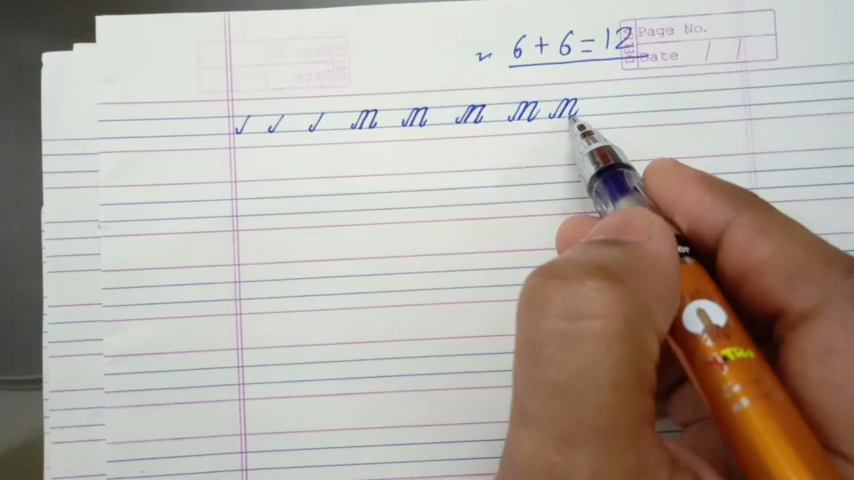 Page No.
~ 6+6=12
Date / /
✓ ✓ ✓ m m m m m